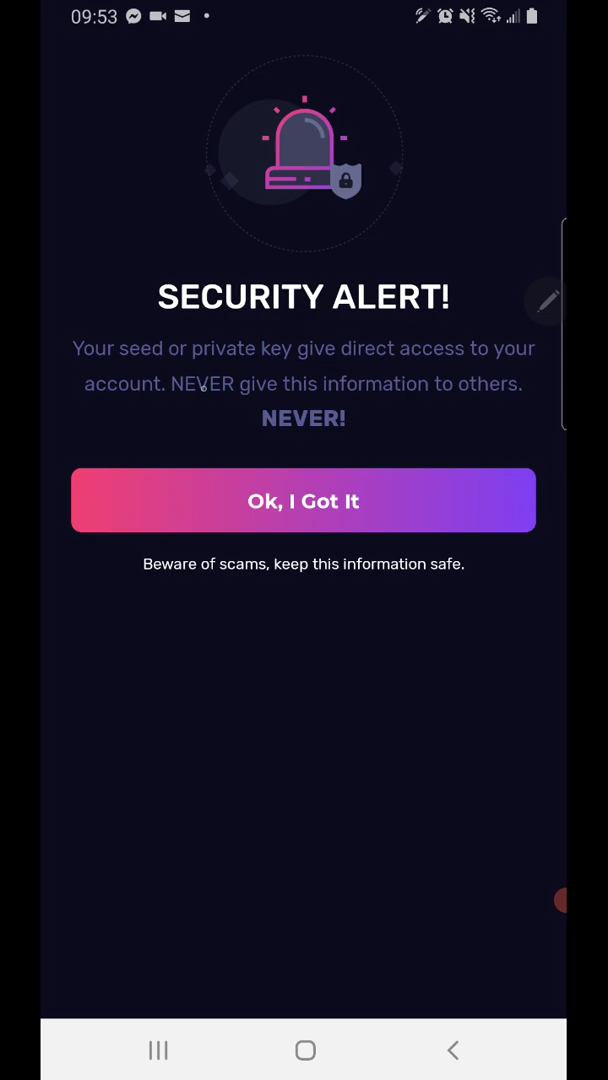 09:53
SECURITY ALERT!
Your seed or private key give direct access to your
account. NEVER give this information to others.
NEVER!
Ok, I Got It
Beware of scams, keep this information safe.